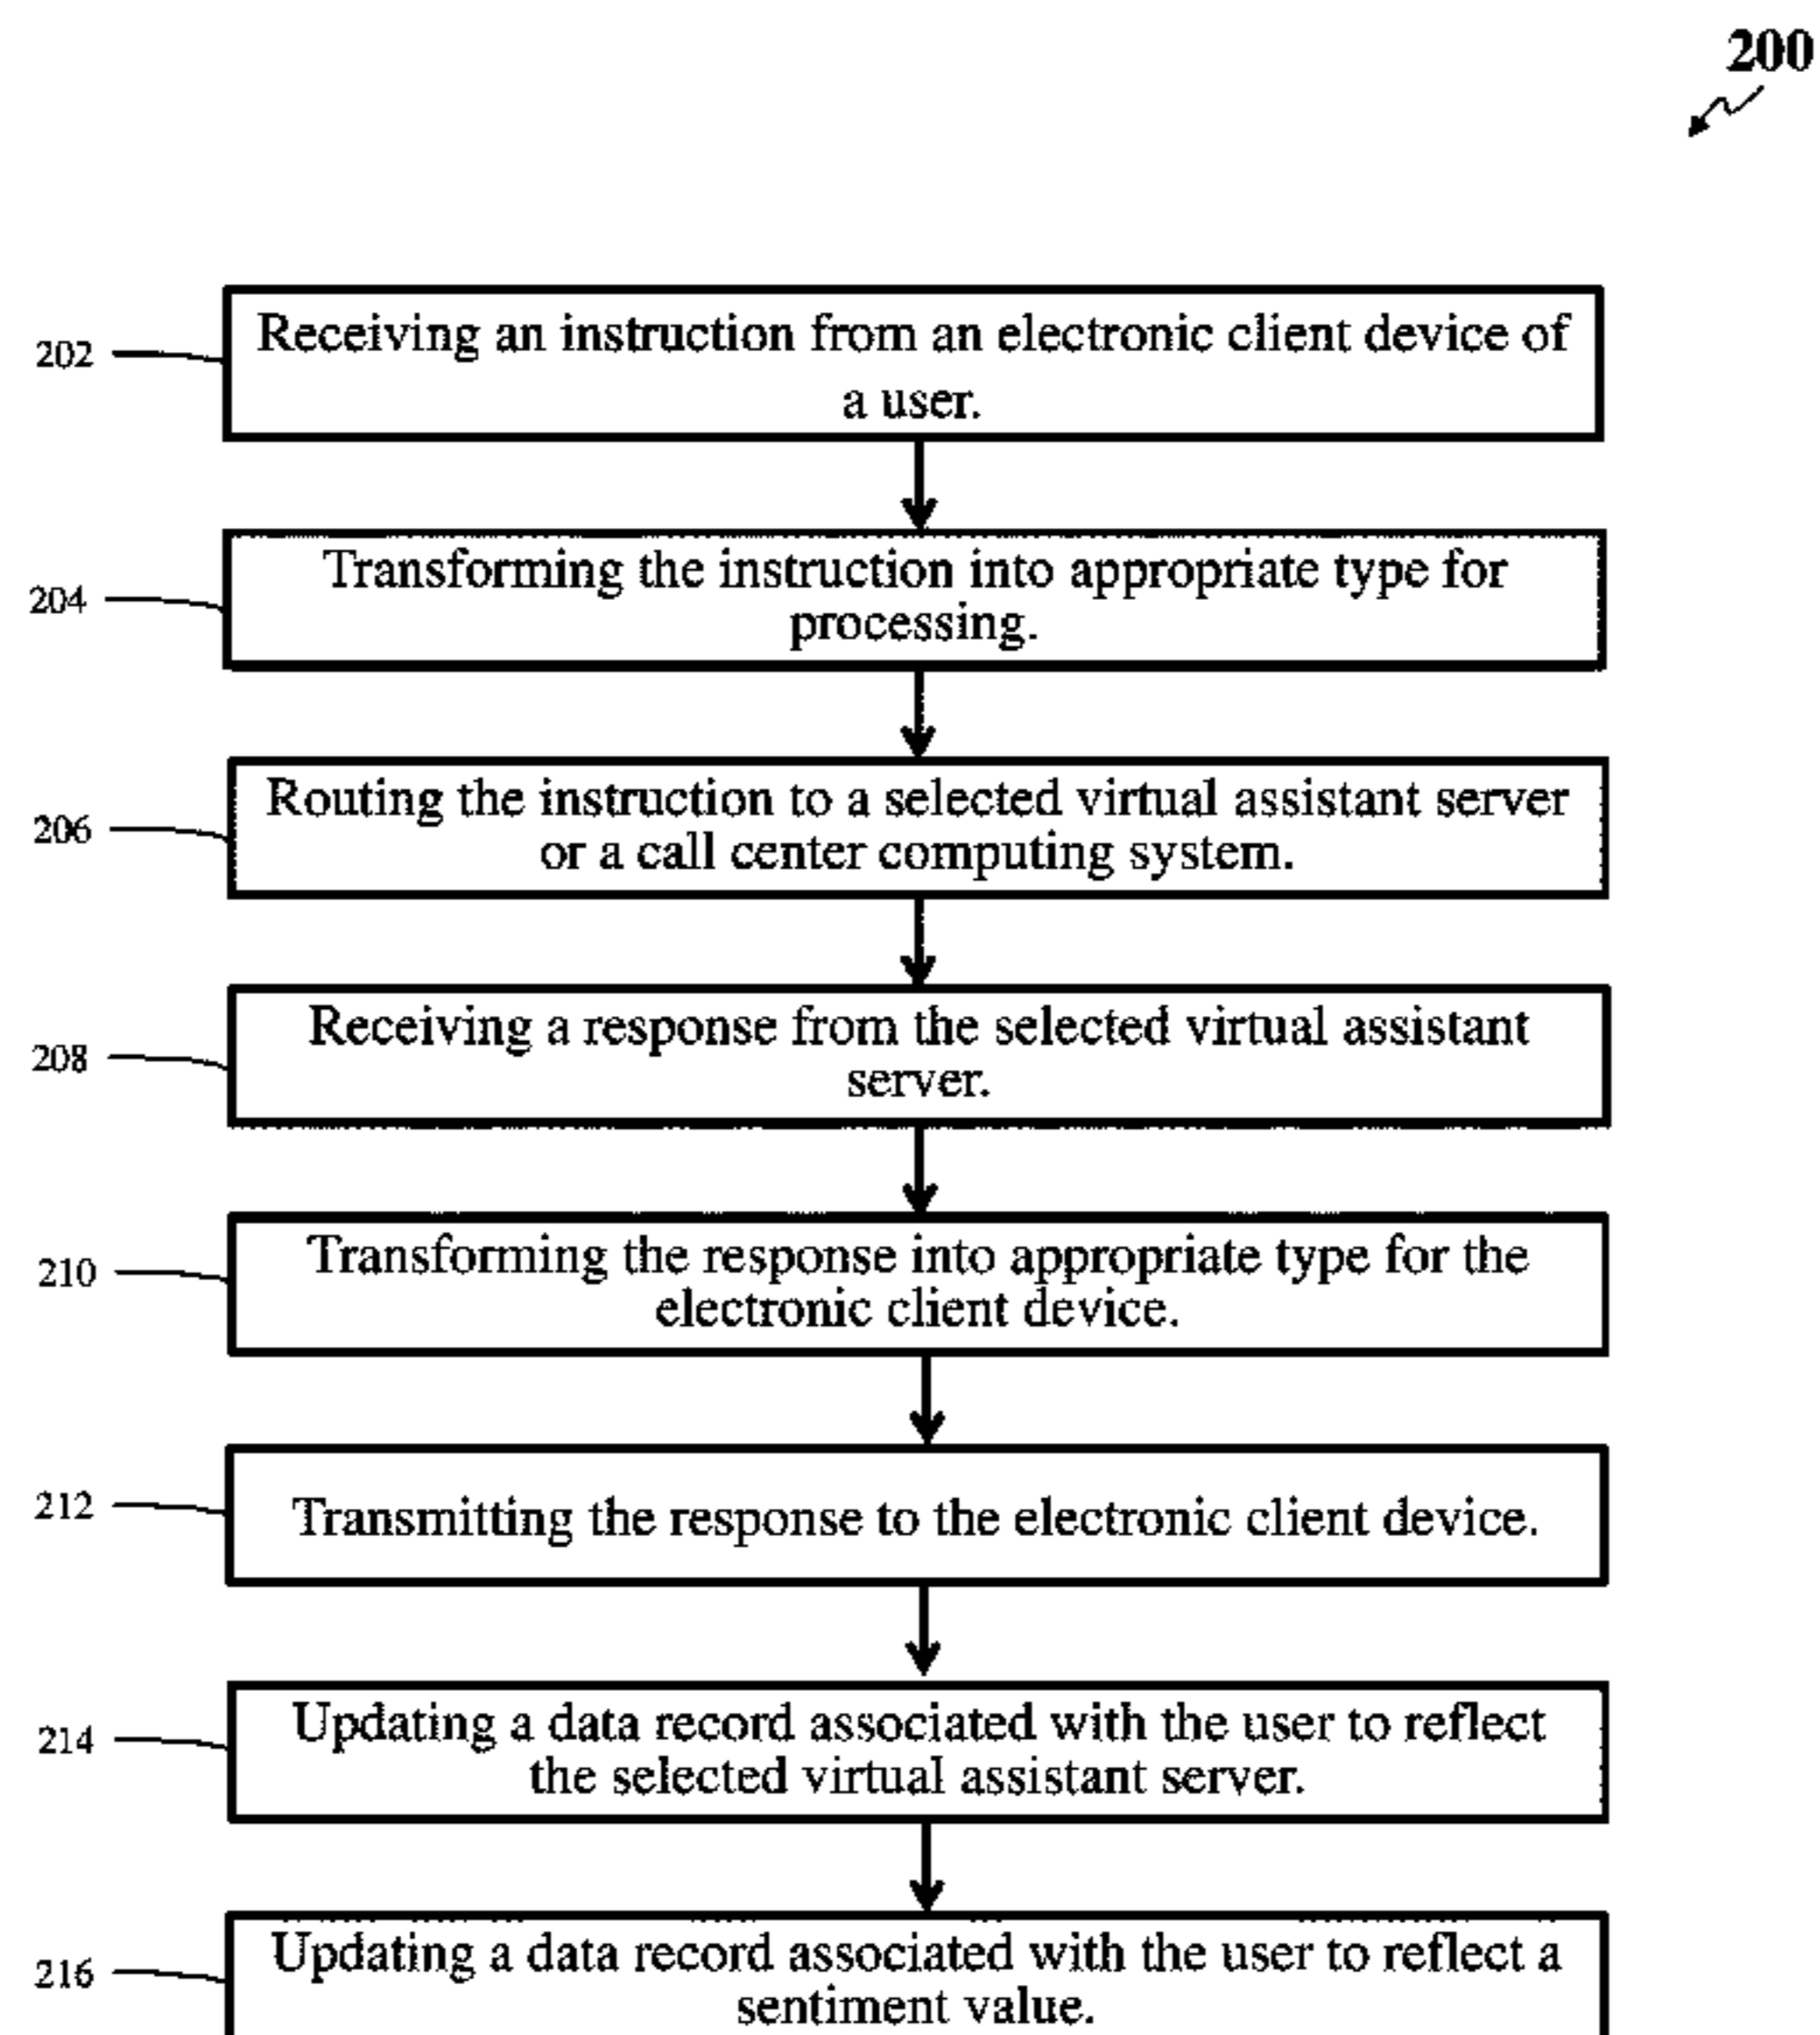 200
202
Receiving an instruction from an electronic client device of
a user.
204
Transforming the instruction into appropriate type for
processing.
206
Routing the instruction to a selected virtual assistant server
or a call center computing system.
208
Receiving a response from the selected virtual assistant
server.
210
Transforming the response into appropriate type for the
electronic client device.
212
Transmitting the response to the electronic client device.
214
Updating a data record associated with the user to reflect
the selected virtual assistant server.
216
Updating a data record associated with the user to reflect a
sentiment value.